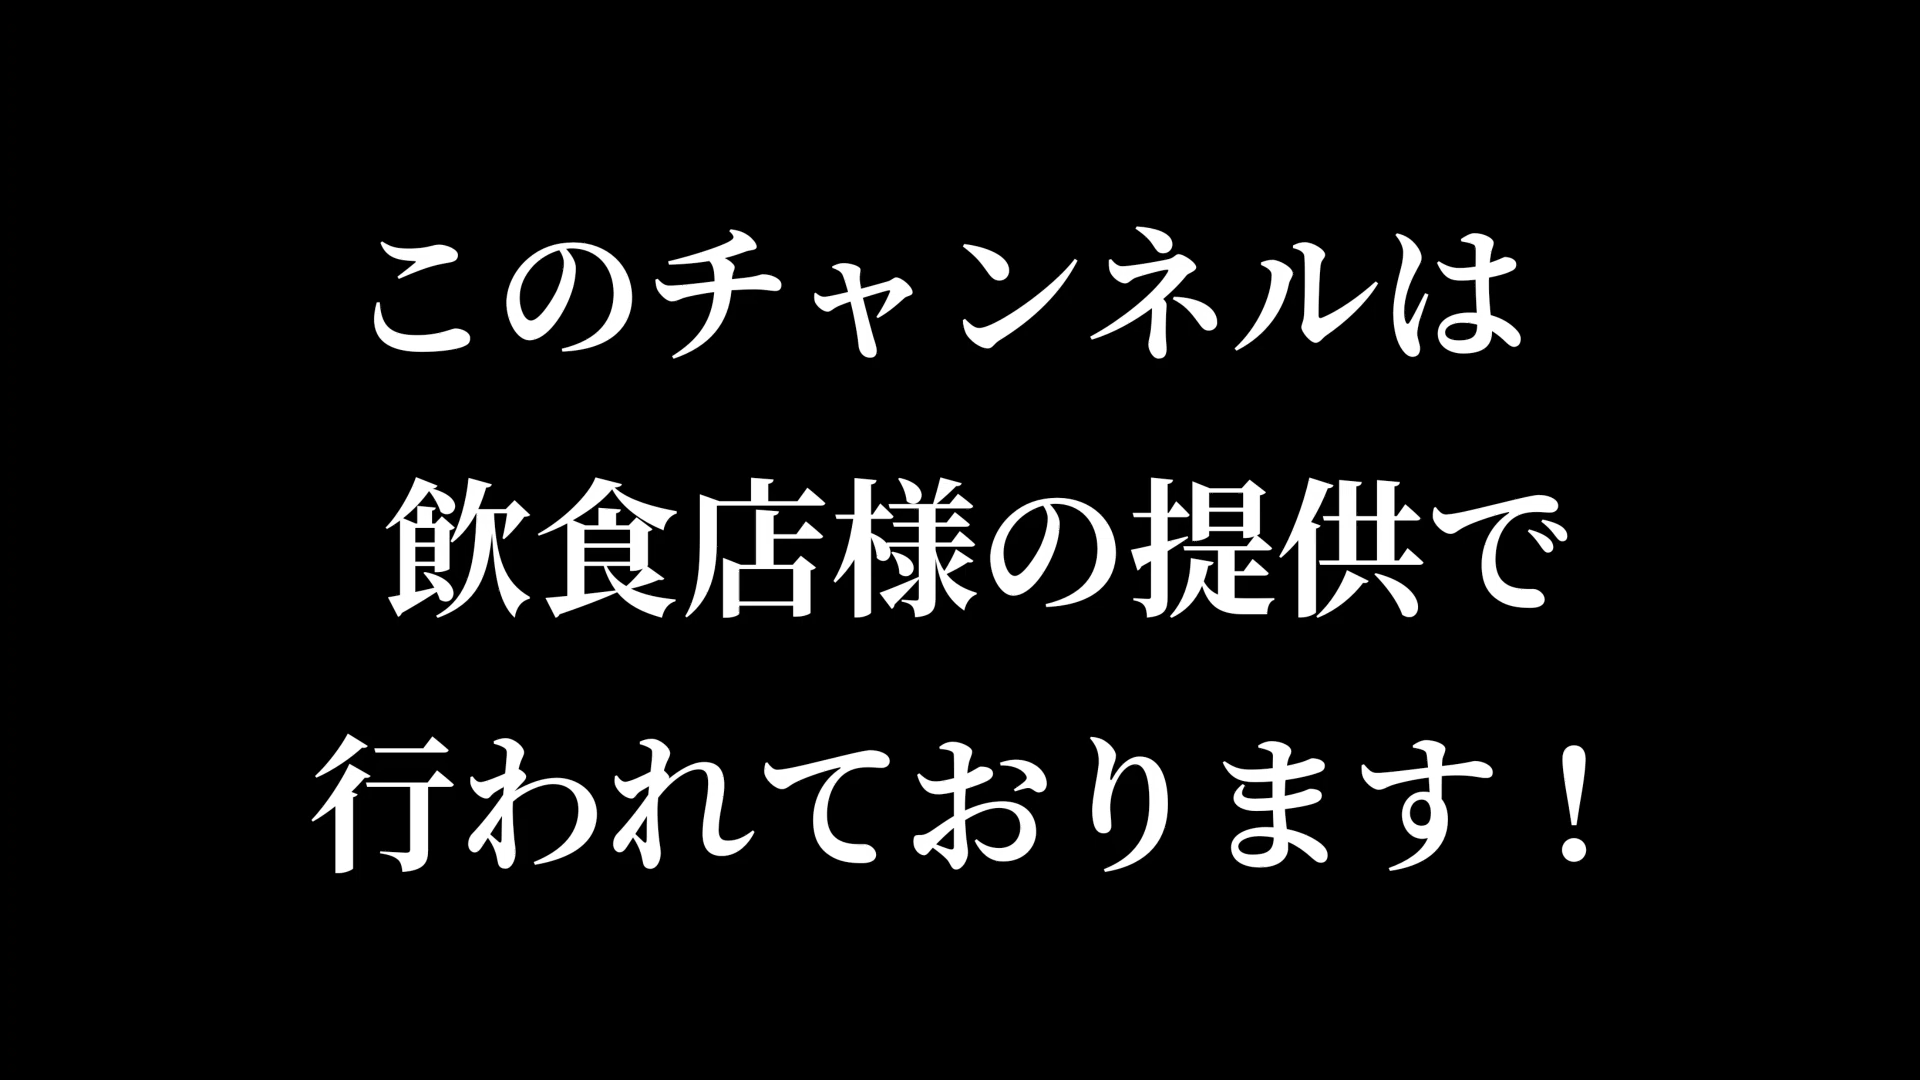 このチャンネルは
飲食店様の提供で
行われております！